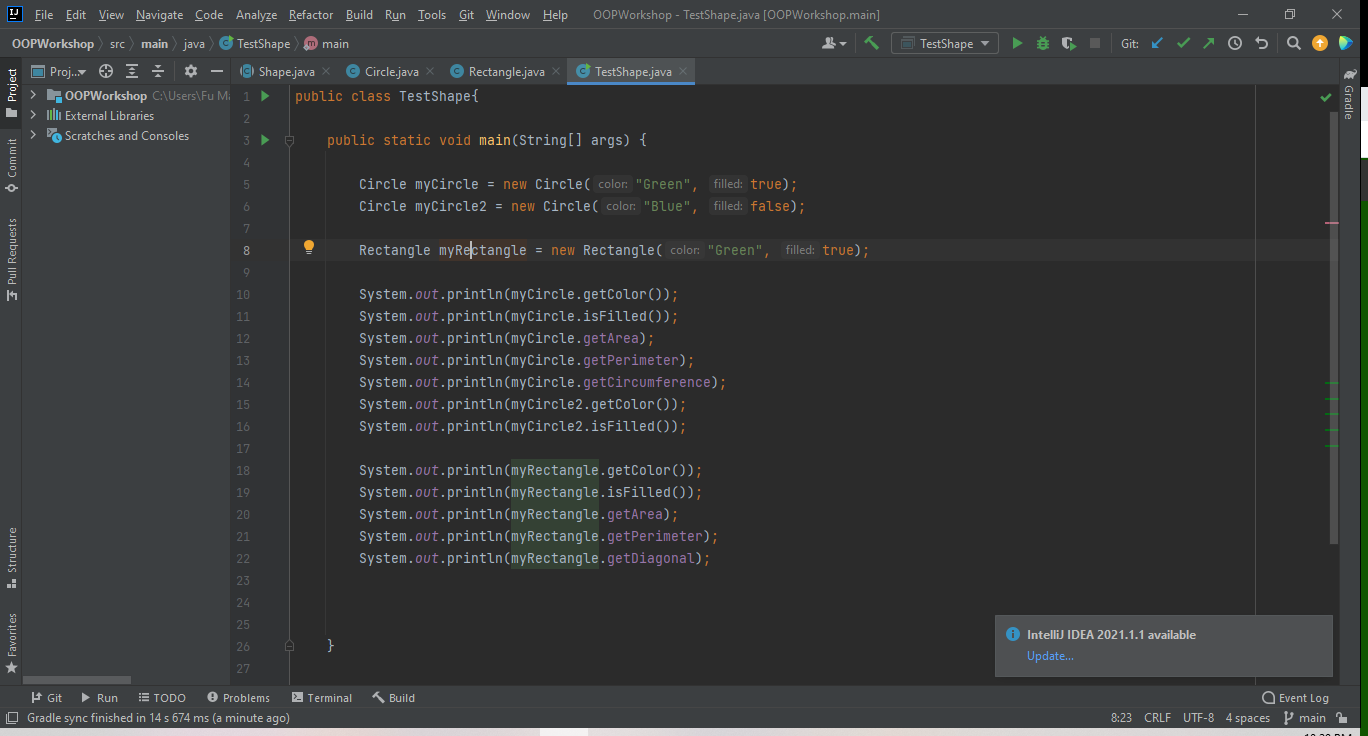 IJ File Edit View Navigate Code Analyze Refactor Build Run Tools Git Window Help OOPWorkshop - TestShape.java [OOPWorkshop.main]
OOPWorkshop src main java TestShape m main TestShape Git:
Project Proj... Shape.java Circle.java Rectangle.java TestShape.java Gradle
OOPWorkshop C:\Users\Fu
External Libraries
Scratches and Consoles
Commit
Pull Requests
Structure
Favorites
1 public class TestShape{
2
3 public static void main(String[] args) {
4
5 Circle myCircle = new Circle( color: "Green", filled: true);
6 Circle myCircle2 = new Circle( color: "Blue", filled: false);
7
8 Rectangle myRectangle = new Rectangle( color: "Green", filled: true);
9
10 System.out.println(myCircle.getColor());
11 System.out.println(myCircle.isFilled());
12 System.out.println(myCircle.getArea);
13 System.out.println(myCircle.getPerimeter);
14 System.out.println(myCircle.getCircumference);
15 System.out.println(myCircle2.getColor());
16 System.out.println(myCircle2.isFilled());
17
18 System.out.println(myRectangle.getColor());
19 System.out.println(myRectangle.isFilled());
20 System.out.println(myRectangle.getArea);
21 System.out.println(myRectangle.getPerimeter);
22 System.out.println(myRectangle.getDiagonal);
23
24
25
26 }
27
IntelliJ IDEA 2021.1.1 available
Update...
Git Run TODO Problems Terminal Build Event Log
Gradle sync finished in 14 s 674 ms (a minute ago) 8:23 CRLF UTF-8 4 spaces main